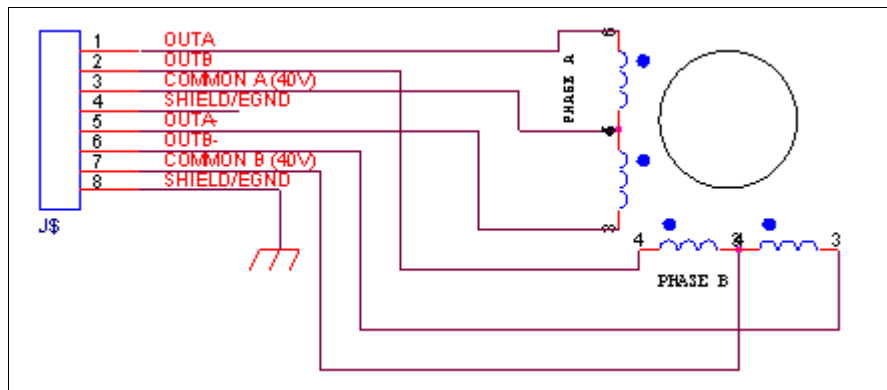 1 OUTA
2 OUTB
3 COMMON A (40V)
4 SHIELD/EGND
5 OUTA-
6 OUTB-
7 COMMON B (40V)
8 SHIELD/EGND
J$
PHASE A
4 3
PHASE B